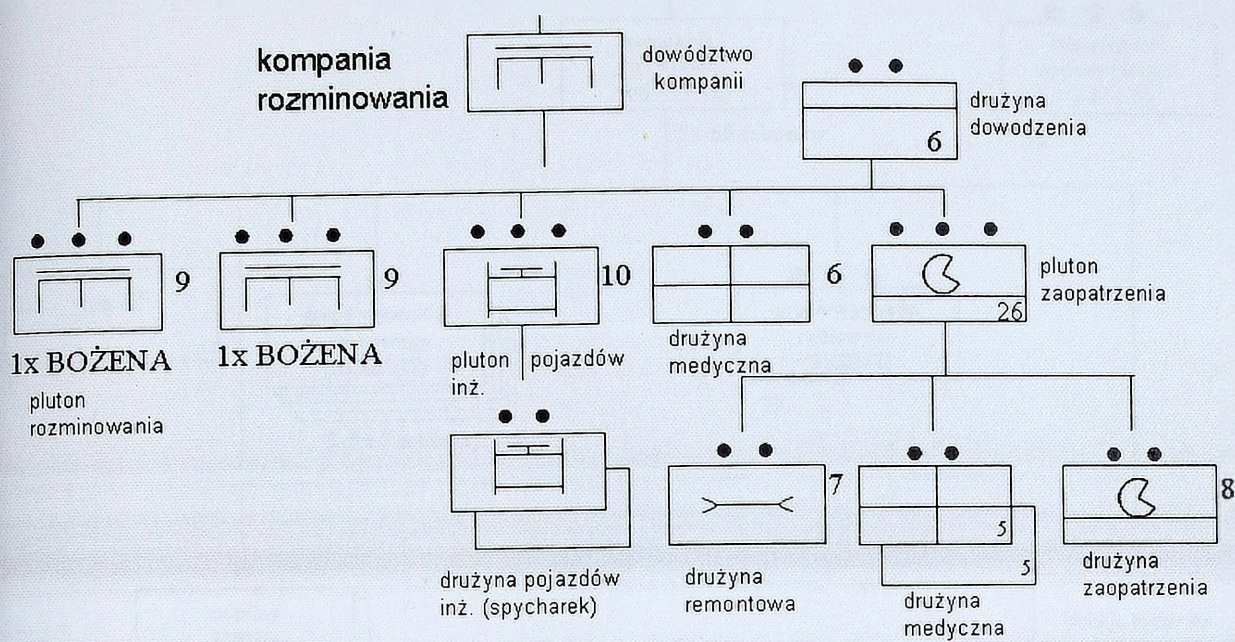 kompania
rozminowania
dowództwo
kompanii
drużyna
dowodzenia
6
9
9
10
6
pluton
zaopatrzenia
26
1x BOŻENA
1x BOŻENA
pluton pojazdów
inż.
drużyna
medyczna
pluton
rozminowania
7
5
5
8
drużyna pojazdów
inż. (spycharek)
drużyna
remontowa
drużyna
medyczna
drużyna
zaopatrzenia